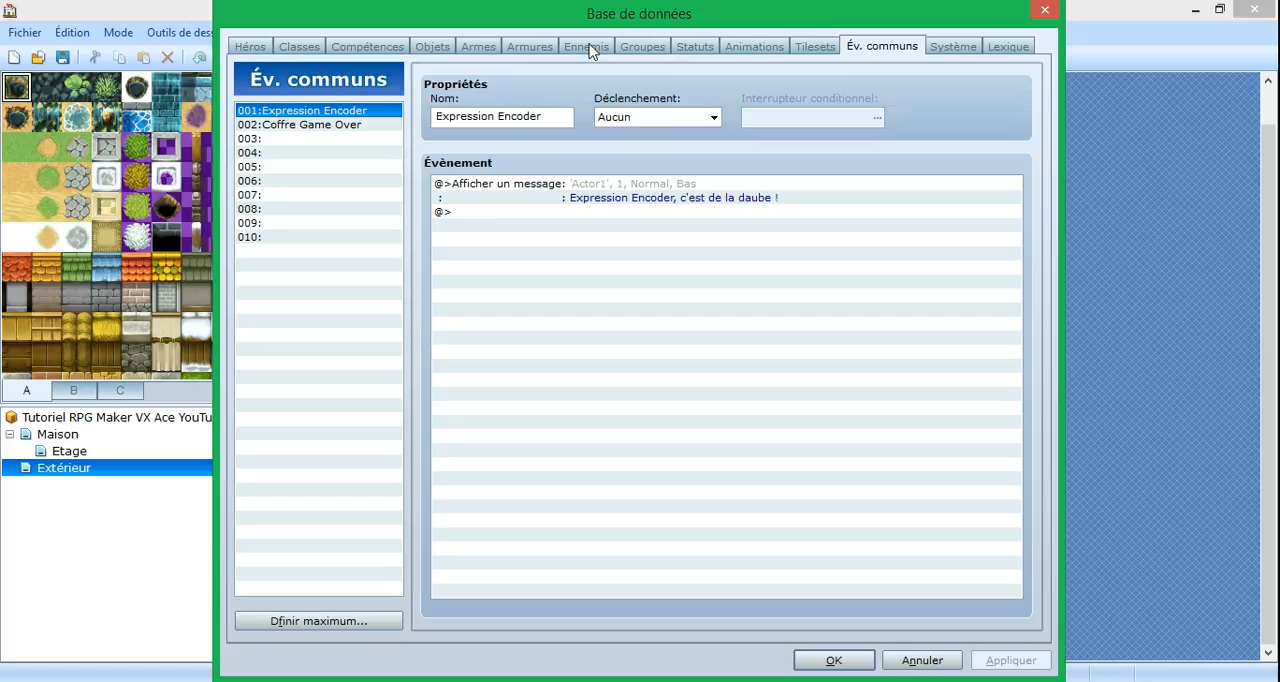 Base de données
Fichier Édition Mode Outils de des
Héros Classes Compétences Objets Armes Armures Ennemis Groupes Statuts Animations Tilesets Év. communs Système Lexique
Év. communs
001:Expression Encoder
002:Coffre Game Over
003:
004:
005:
006:
007:
008:
009:
010:
Dfinir maximum...
Propriétés
Nom: Déclenchement: Interrupteur conditionnel:
Expression Encoder Aucun ...
Évènement
@>Afficher un message: 'Actor1', 1, Normal, Bas
: : Expression Encoder, c'est de la daube !
@>
A B C
Tutoriel RPG Maker VX Ace YouTu
Maison
Etage
Extérieur
OK Annuler Appliquer